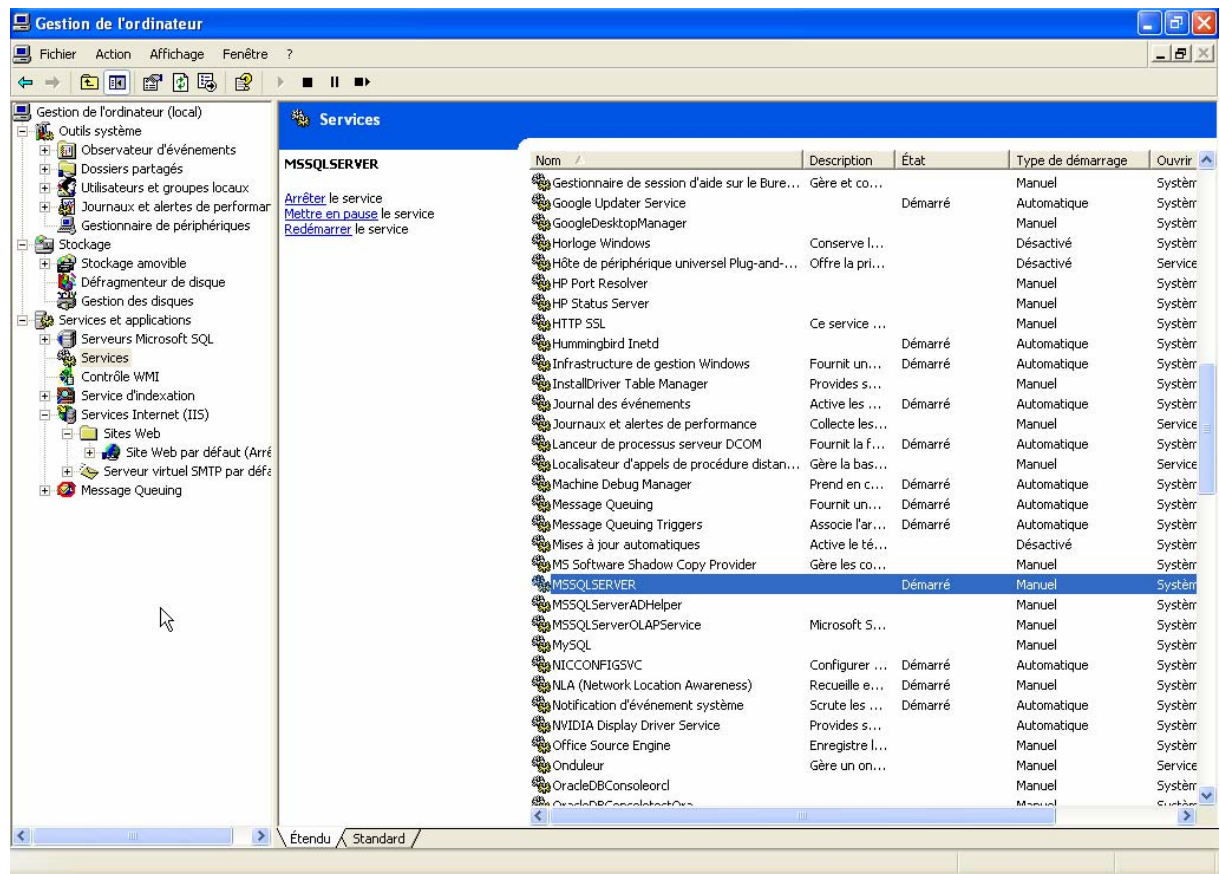 Gestion de l'ordinateur
Fichier Action Affichage Fenêtre ?
Gestion de l'ordinateur (local)
Outils système
Observateur d'événements
Dossiers partagés
Utilisateurs et groupes locaux
Journaux et alertes de performar
Gestionnaire de périphériques
Stockage
Stockage amovible
Défragmenteur de disque
Gestion des disques
Services et applications
Serveurs Microsoft SQL
Services
Contrôle WMI
Service d'indexation
Services Internet (IIS)
Sites Web
Site Web par défaut (Arrê
Serveur virtuel SMTP par défa
Message Queuing
Services
MSSQLSERVER
Arrêter le service
Mettre en pause le service
Redémarrer le service
Nom Description État Type de démarrage Ouvrir
Gestionnaire de session d'aide sur le Bure... Gère et co... Manuel Systèm
Google Updater Service Démarré Automatique Systèm
GoogleDesktopManager Manuel Systèm
Horloge Windows Conserve l... Désactivé Systèm
Hôte de périphérique universel Plug-and-... Offre la pri... Désactivé Service
HP Port Resolver Manuel Systèm
HP Status Server Manuel Systèm
HTTP SSL Ce service ... Manuel Systèm
Hummingbird Inetd Démarré Automatique Systèm
Infrastructure de gestion Windows Fournit un... Démarré Automatique Systèm
InstallDriver Table Manager Provides s... Manuel Systèm
Journal des événements Active les ... Démarré Automatique Systèm
Journaux et alertes de performance Collecte les... Manuel Service
Lanceur de processus serveur DCOM Fournit la f... Démarré Automatique Systèm
Localisateur d'appels de procédure distan... Gère la bas... Manuel Service
Machine Debug Manager Prend en c... Démarré Automatique Systèm
Message Queuing Fournit un... Démarré Automatique Systèm
Message Queuing Triggers Associe l'ar... Démarré Automatique Systèm
Mises à jour automatiques Active le té... Désactivé Systèm
MS Software Shadow Copy Provider Gère les co... Manuel Systèm
MSSQLSERVER Démarré Manuel Systèm
MSSQLServerADHelper Manuel Systèm
MSSQLServerOLAPService Microsoft S... Manuel Systèm
MySQL Manuel Systèm
NICCONFIGSVC Configurer ... Démarré Automatique Systèm
NLA (Network Location Awareness) Recueille e... Démarré Manuel Systèm
Notification d'événement système Scrute les ... Démarré Automatique Systèm
NVIDIA Display Driver Service Provides s... Automatique Systèm
Office Source Engine Enregistre l... Manuel Systèm
Onduleur Gère un on... Manuel Service
OracleDBConsoleorcl Manuel Systèm
OracleDBConsoletestOra Manuel Systèm
Étendu Standard